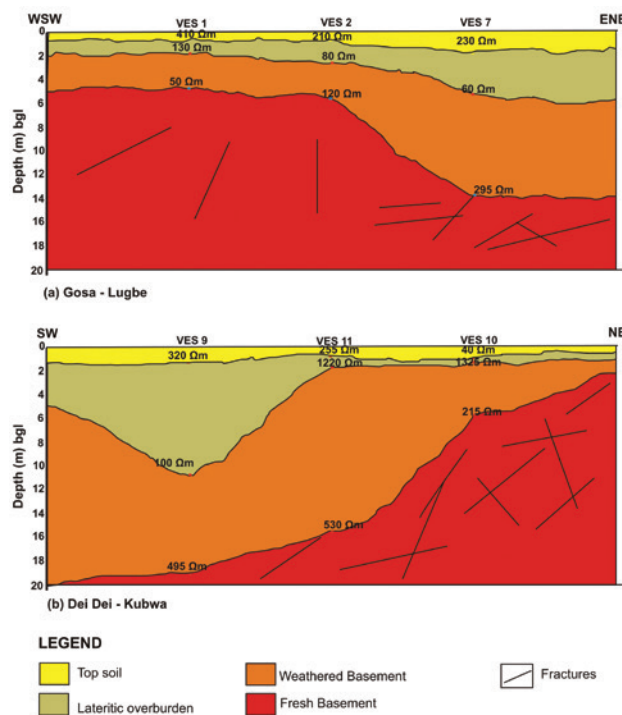 WSW VES 1 VES 2 VES 7 ENE
410 Ωm 210 Ωm 230 Ωm
130 Ωm 80 Ωm 60 Ωm
50 Ωm 120 Ωm 295 Ωm
Depth (m) bgl
0
2
4
6
8
10
12
14
16
18
20
(a) Gosa - Lugbe
SW VES 9 VES 11 VES 10 NE
320 Ωm 255 Ωm 40 Ωm
1220 Ωm 1325 Ωm
100 Ωm 215 Ωm
495 Ωm 530 Ωm
Depth (m) bgl
0
2
4
6
8
10
12
14
16
18
20
(b) Dei Dei - Kubwa
LEGEND
Top soil Weathered Basement Fractures
Lateritic overburden Fresh Basement